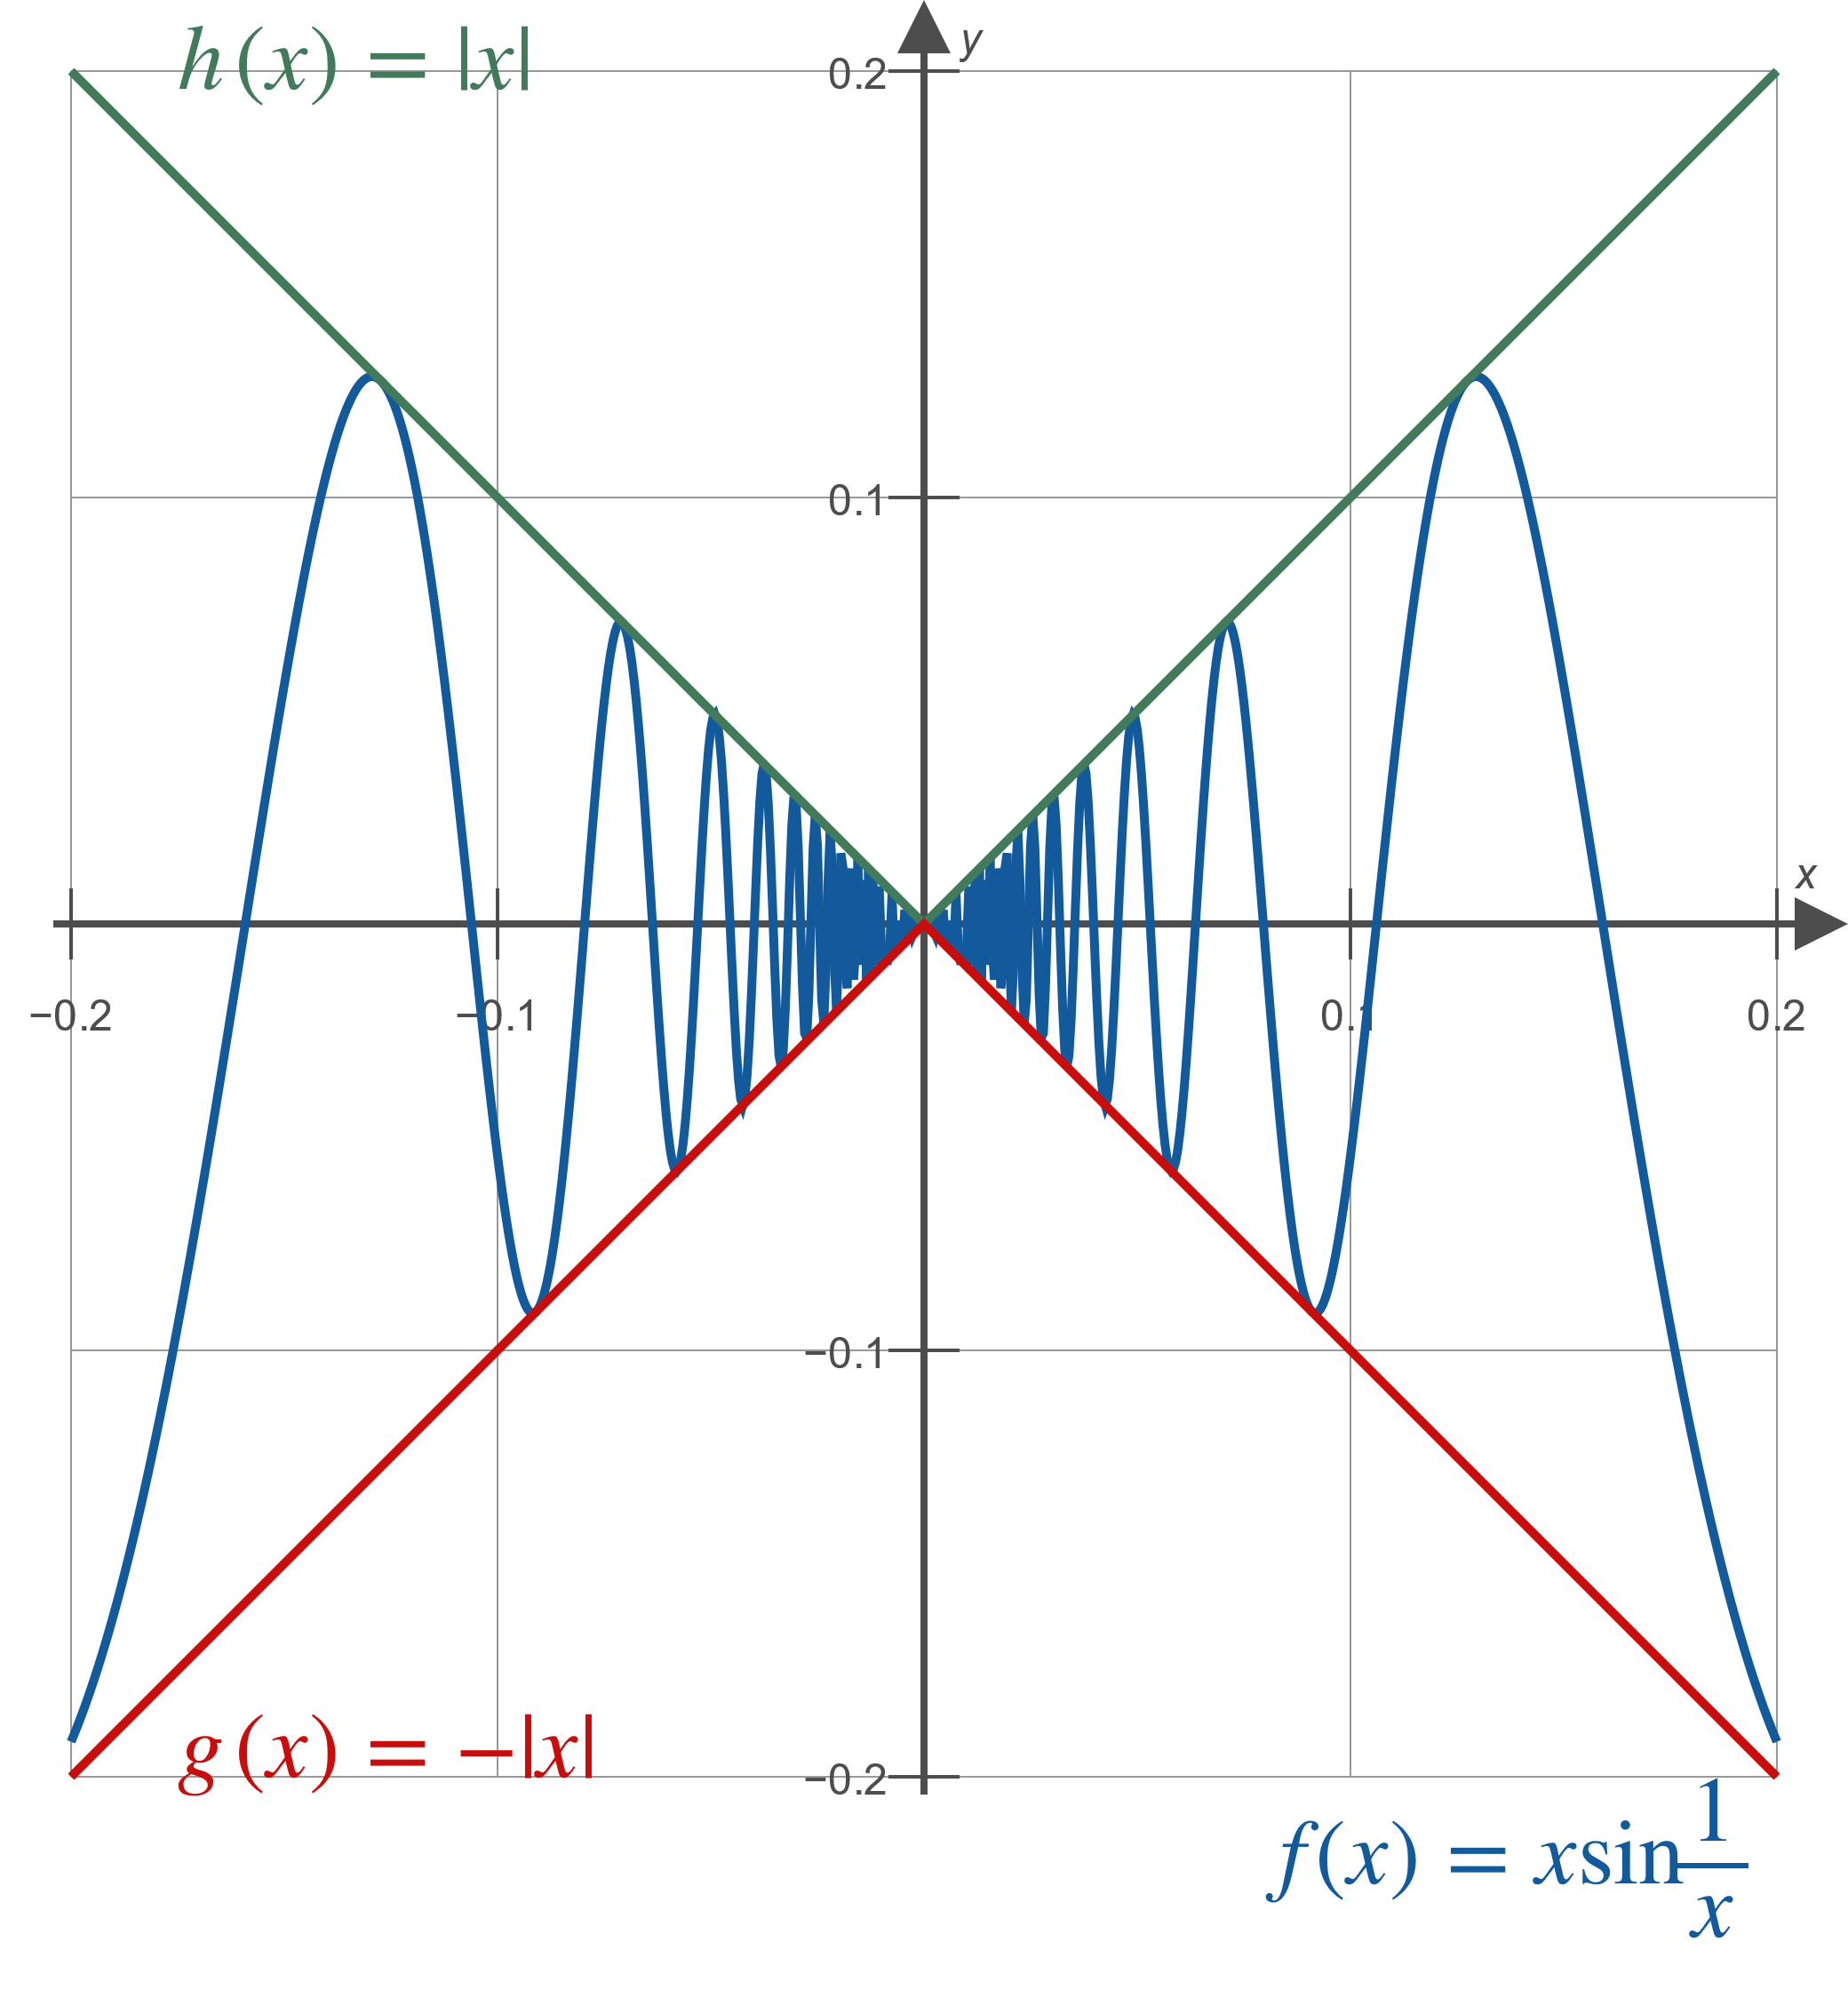 h(x) = |x|
y
0.2
0.1
x
−0.2
−0.1
0.1
0.2
−0.1
g(x) = −|x|
−0.2
f(x) = x sin 1/x